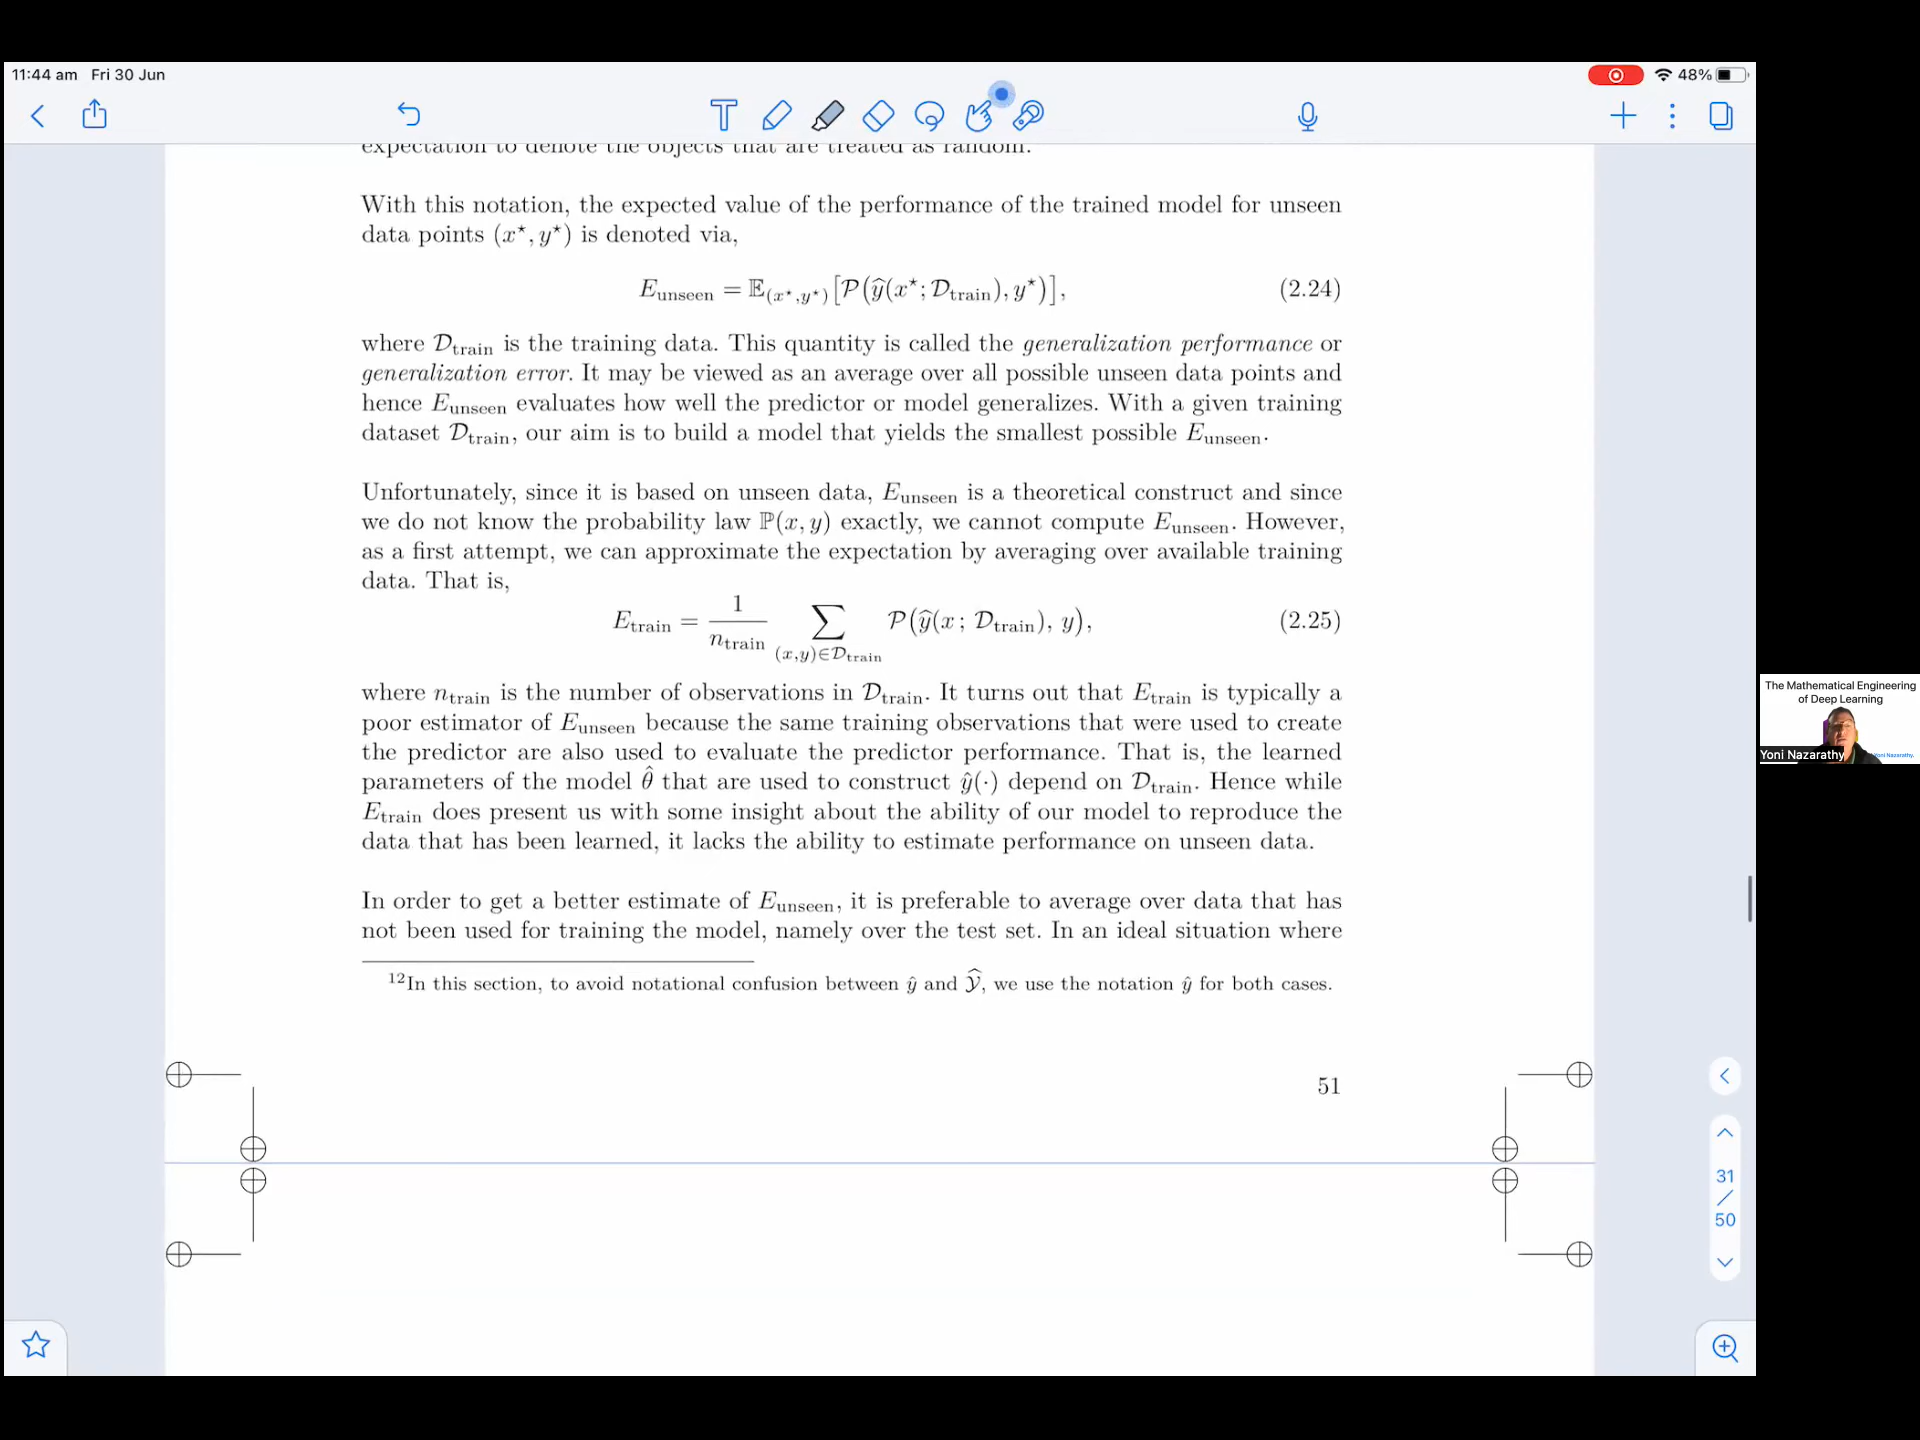 11:44 am Fri 30 Jun
48%
expectation to denote the objects that are treated as random.
With this notation, the expected value of the performance of the trained model for unseen
data points (x⋆, y⋆) is denoted via,
E_unseen = 𝔼_(x⋆,y⋆)[𝒫(ŷ(x⋆; 𝒟_train), y⋆)], (2.24)
where 𝒟_train is the training data. This quantity is called the generalization performance or
generalization error. It may be viewed as an average over all possible unseen data points and
hence E_unseen evaluates how well the predictor or model generalizes. With a given training
dataset 𝒟_train, our aim is to build a model that yields the smallest possible E_unseen.
Unfortunately, since it is based on unseen data, E_unseen is a theoretical construct and since
we do not know the probability law ℙ(x, y) exactly, we cannot compute E_unseen. However,
as a first attempt, we can approximate the expectation by averaging over available training
data. That is,
E_train = 1/n_train ∑_(x,y)∈𝒟_train 𝒫(ŷ(x ; 𝒟_train), y), (2.25)
where n_train is the number of observations in 𝒟_train. It turns out that E_train is typically a
poor estimator of E_unseen because the same training observations that were used to create
the predictor are also used to evaluate the predictor performance. That is, the learned
parameters of the model θ̂ that are used to construct ŷ(·) depend on 𝒟_train. Hence while
E_train does present us with some insight about the ability of our model to reproduce the
data that has been learned, it lacks the ability to estimate performance on unseen data.
In order to get a better estimate of E_unseen, it is preferable to average over data that has
not been used for training the model, namely over the test set. In an ideal situation where
¹²In this section, to avoid notational confusion between ŷ and 𝒴̂, we use the notation ŷ for both cases.
51
31
/
50
The Mathematical Engineering
of Deep Learning
Yoni Nazarathy
Yoni Nazarathy.